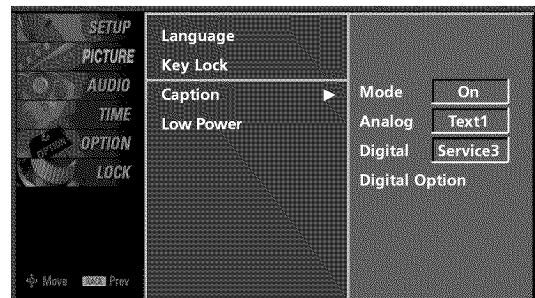 SETUP
PICTURE
AUDIO
TIME
OPTION
LOCK
Move BACK Prev
Language
Key Lock
Caption
Low Power
Mode On
Analog Text1
Digital Service3
Digital Option